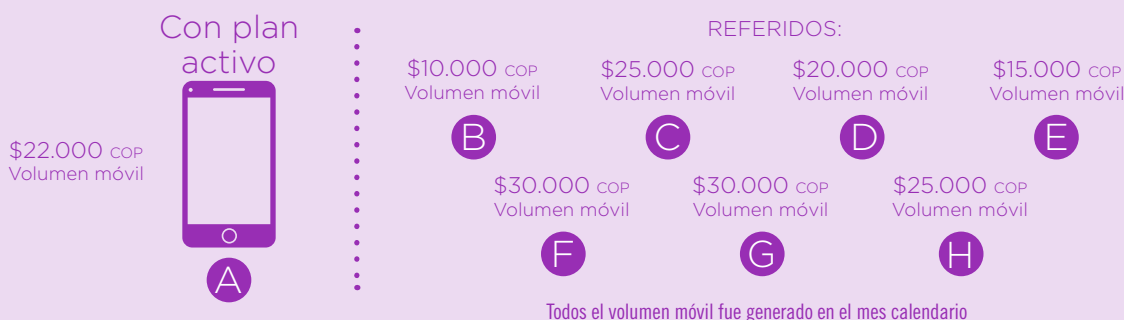 Con plan
activo
$22.000 COP
Volumen móvil
A
REFERIDOS:
$10.000 COP
Volumen móvil
B
$25.000 COP
Volumen móvil
C
$20.000 COP
Volumen móvil
D
$15.000 COP
Volumen móvil
E
$30.000 COP
Volumen móvil
F
$30.000 COP
Volumen móvil
G
$25.000 COP
Volumen móvil
H
Todos el volumen móvil fue generado en el mes calendario